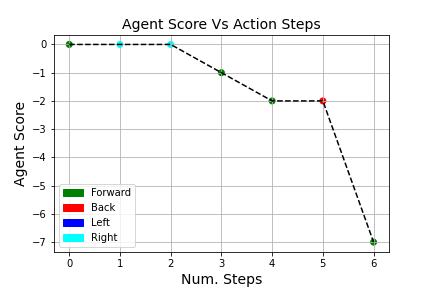 Agent Score Vs Action Steps
0
−1
−2
−3
−4
−5
−6
−7
Agent Score
Forward
Back
Left
Right
0 1 2 3 4 5 6
Num. Steps